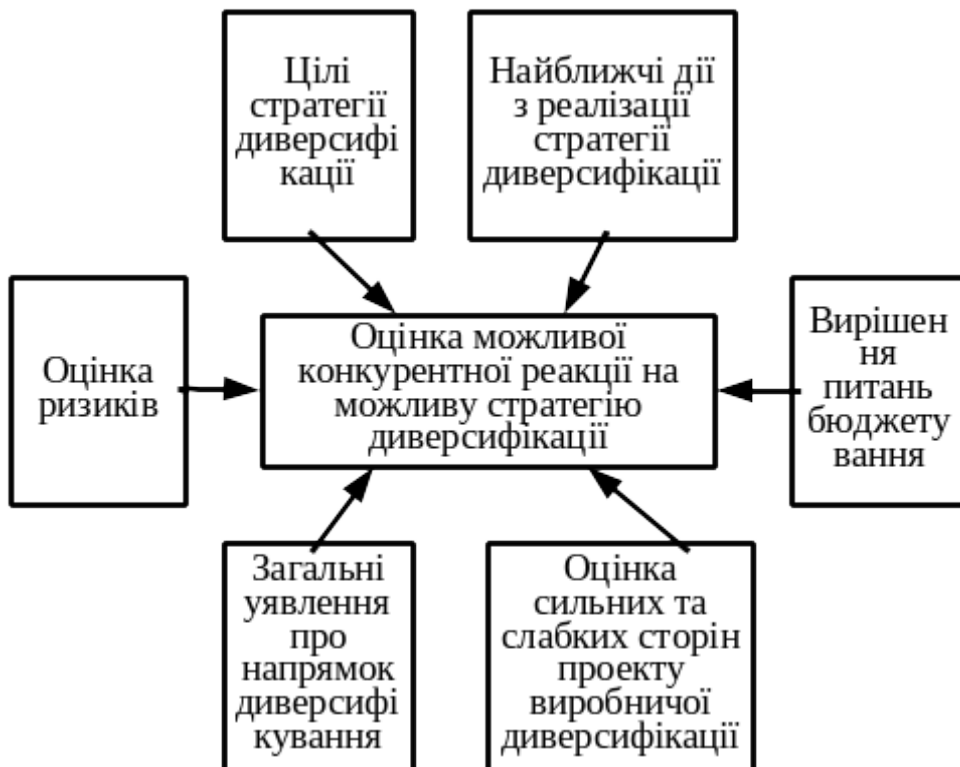 Цілі
стратегії
диверсифі
кації
Найближчі дії
з реалізації
стратегії
диверсифікації
Оцінка
ризиків
Оцінка можливої
конкурентної реакції на
можливу стратегію
диверсифікації
Вирішен
ня
питань
бюджету
вання
Загальні
уявлення
про
напрямок
диверсифі
кування
Оцінка
сильних та
слабких сторін
проекту
виробничої
диверсифікації